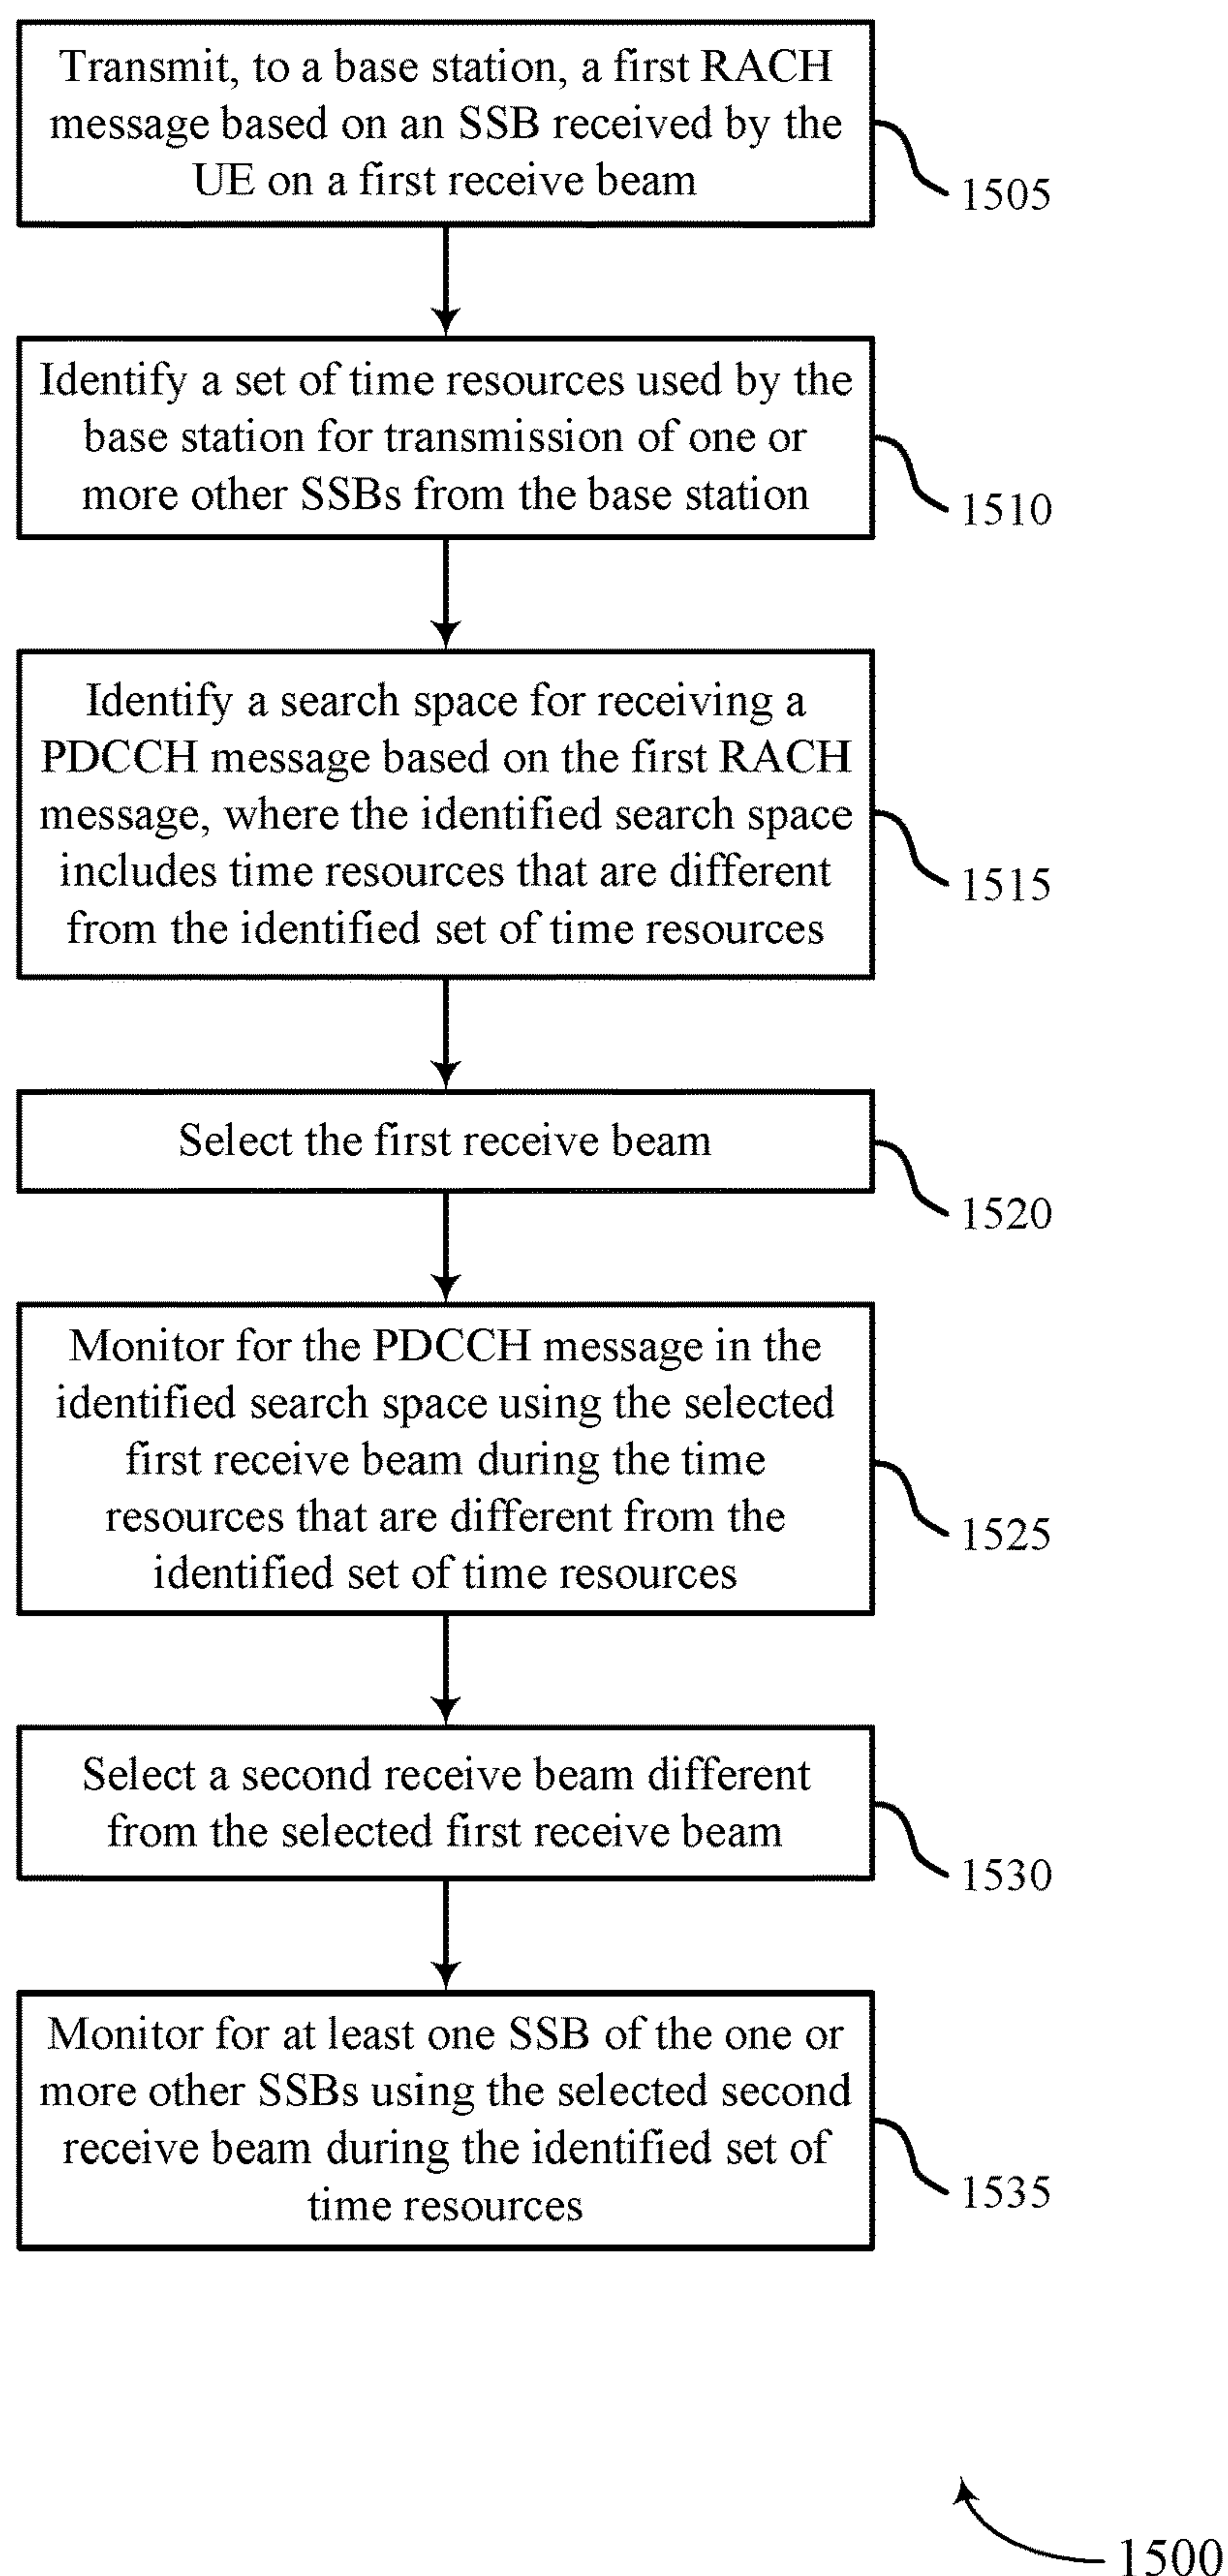 Transmit, to a base station, a first RACH
message based on an SSB received by the
UE on a first receive beam
1505
Identify a set of time resources used by the
base station for transmission of one or
more other SSBs from the base station
1510
Identify a search space for receiving a
PDCCH message based on the first RACH
message, where the identified search space
includes time resources that are different
from the identified set of time resources
1515
Select the first receive beam
1520
Monitor for the PDCCH message in the
identified search space using the selected
first receive beam during the time
resources that are different from the
identified set of time resources
1525
Select a second receive beam different
from the selected first receive beam
1530
Monitor for at least one SSB of the one or
more other SSBs using the selected second
receive beam during the identified set of
time resources
1535
1500